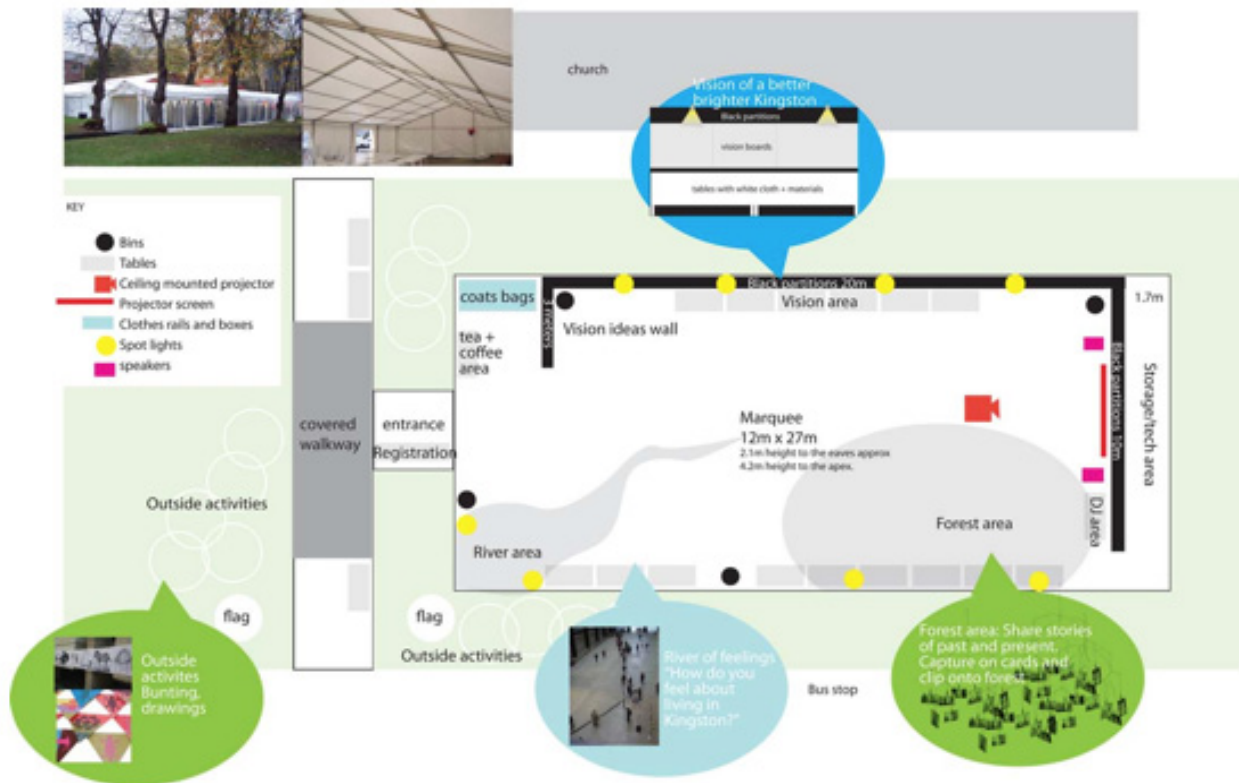 church
Vision of a better
brighter Kingston
Black partitions
vision boards
tables with white cloth + materials
KEY
Bins
Tables
Ceiling mounted projector
Projector screen
Clothes rails and boxes
Spot lights
speakers
coats bags
3 meters
Black partitions 20m
Vision area
1.7m
Vision ideas wall
tea +
coffee
area
Black partitions 10m
Storage/tech area
covered
walkway
entrance
Registration
Marquee
12m x 27m
2.1m height to the eaves approx
4.2m height to the apex.
Outside activities
River area
Forest area
DJ area
flag
flag
Outside activities
Outside
activites
Bunting,
drawings
River of feelings
"How do you
feel about
living in
Kingston?"
Bus stop
Forest area: Share stories
of past and present.
Capture on cards and
clip onto forest